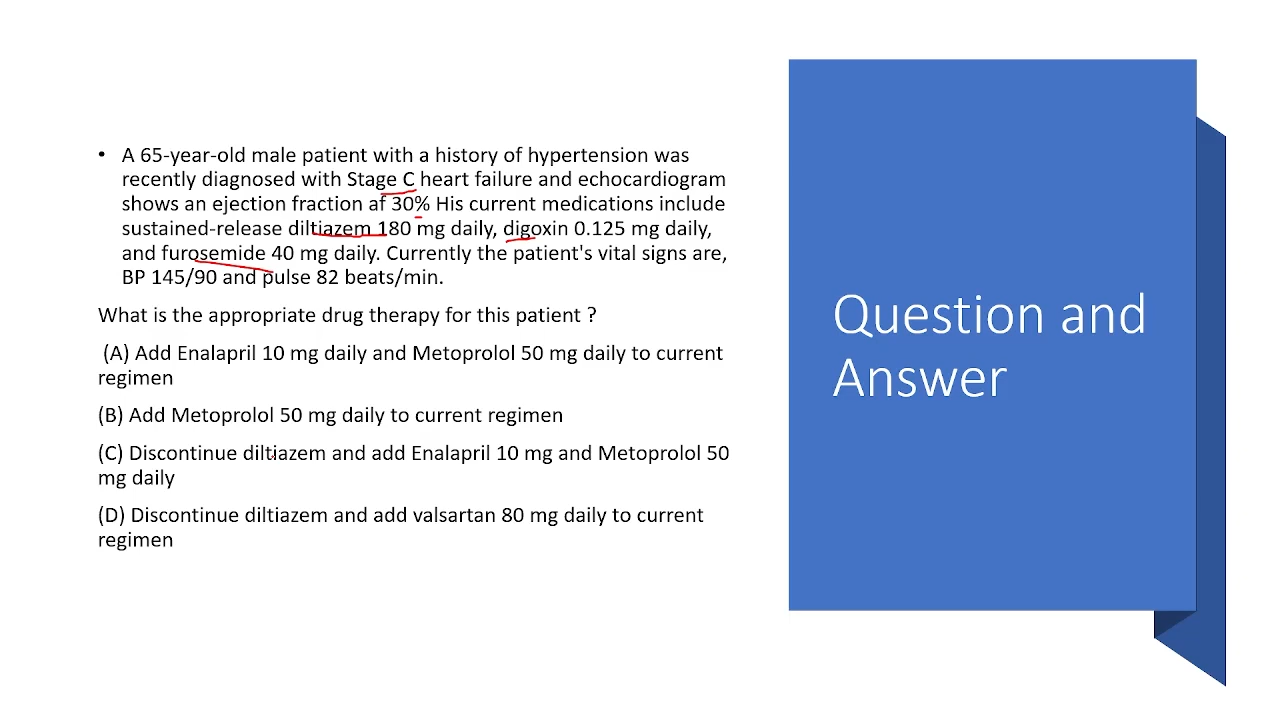 • A 65-year-old male patient with a history of hypertension was
recently diagnosed with Stage C heart failure and echocardiogram
shows an ejection fraction af 30% His current medications include
sustained-release diltiazem 180 mg daily, digoxin 0.125 mg daily,
and furosemide 40 mg daily. Currently the patient's vital signs are,
BP 145/90 and pulse 82 beats/min.
What is the appropriate drug therapy for this patient ?
(A) Add Enalapril 10 mg daily and Metoprolol 50 mg daily to current
regimen
(B) Add Metoprolol 50 mg daily to current regimen
(C) Discontinue diltiazem and add Enalapril 10 mg and Metoprolol 50
mg daily
(D) Discontinue diltiazem and add valsartan 80 mg daily to current
regimen
Question and
Answer